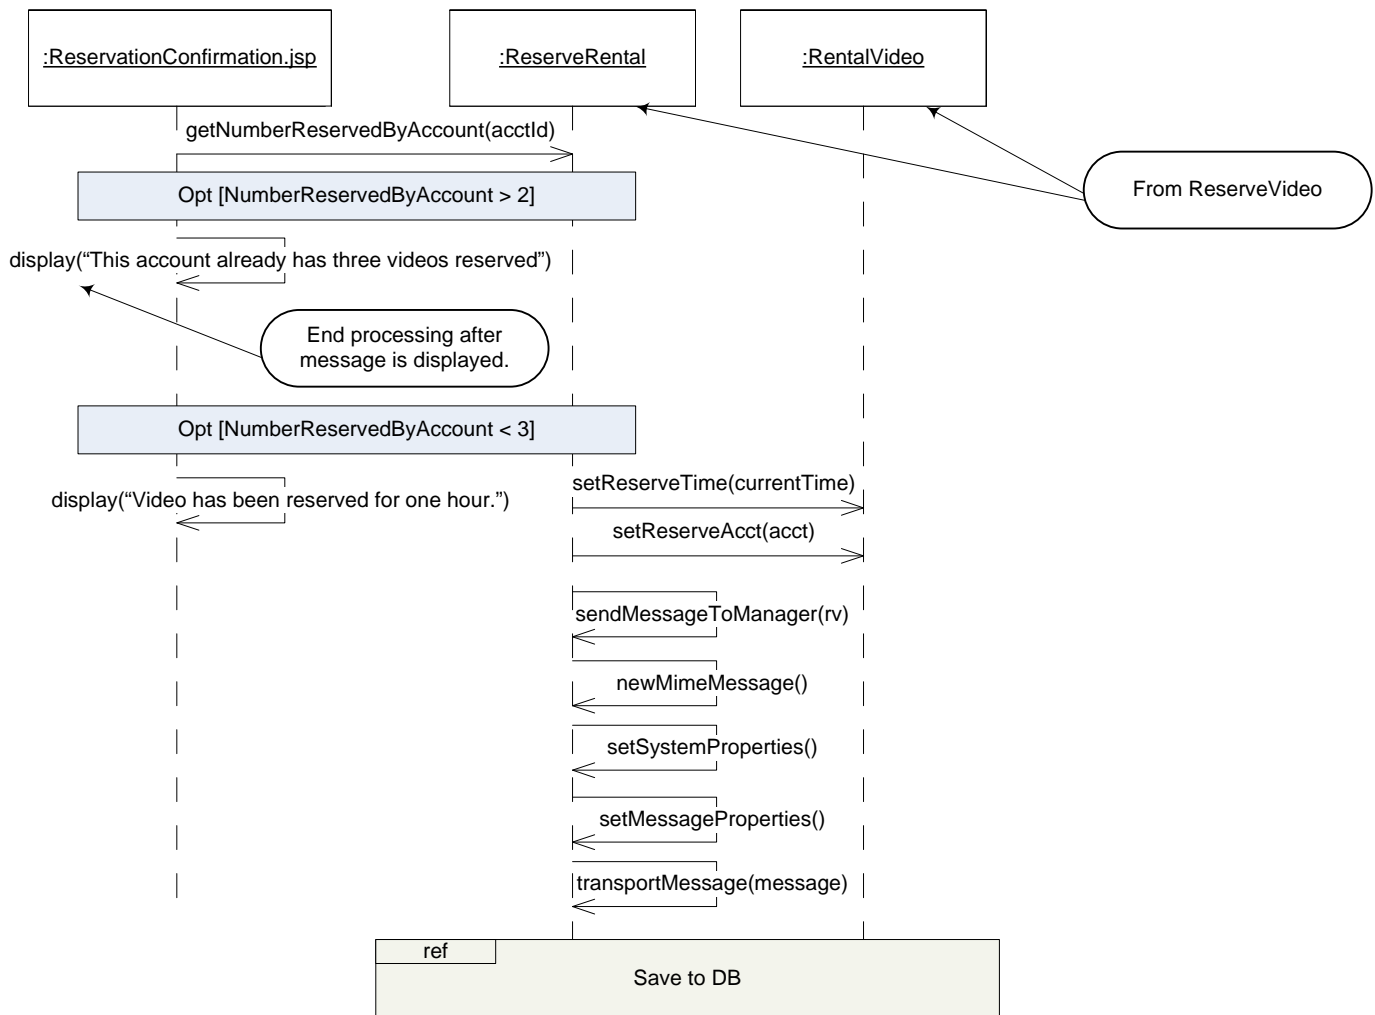 :ReservationConfirmation.jsp
:ReserveRental
:RentalVideo
getNumberReservedByAccount(acctId)
Opt [NumberReservedByAccount > 2]
From ReserveVideo
display(“This account already has three videos reserved”)
End processing after
message is displayed.
Opt [NumberReservedByAccount < 3]
display(“Video has been reserved for one hour.”)
setReserveTime(currentTime)
setReserveAcct(acct)
sendMessageToManager(rv)
newMimeMessage()
setSystemProperties()
setMessageProperties()
transportMessage(message)
ref
Save to DB